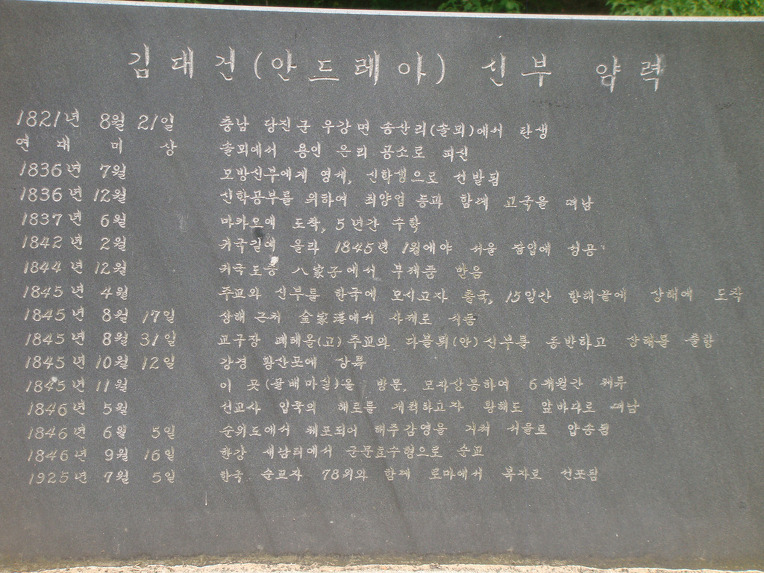 김대건(안드레아) 신부 약력
1821년 8월 21일 충남 당진군 우강면 송산리(솔뫼)에서 탄생
연대미상 솔뫼에서 용인 은리 공소로 피신
1836년 7월 모방신부에게 영세, 신학생으로 선발됨
1836년 12월 신학공부를 위하여 최양업 등과 함께 고국을 떠남
1837년 6월 마카오에 도착, 5년간 수학
1842년 2월 귀국길에 올라 1845년 1월에야 서울 잠입에 성공
1844년 12월 귀국도중 八家子에서 부제품 받음
1845년 4월 주교와 신부를 한국에 모시고자 출국, 15일간 항해끝에 상해에 도착
1845년 8월 17일 상해 근처 金家港에서 사제로 서품
1845년 8월 31일 교구장 페레올(고)주교와 다블뤼(안)신부를 동반하고 상해를 출항
1845년 10월 12일 강경 황산포에 상륙
1845년 11월 이 곳(골배마실)을 방문, 모자상봉하여 6개월간 체류
1846년 5월 선교사 입국의 해로를 개척하고자 황해도 앞바다로 떠남
1846년 6월 5일 순위도에서 체포되어 해주감영을 거쳐 서울로 압송됨
1846년 9월 16일 한강 새남터에서 군문효수형으로 순교
1925년 7월 5일 한국 순교자 78위와 함께 로마에서 복자로 선포됨